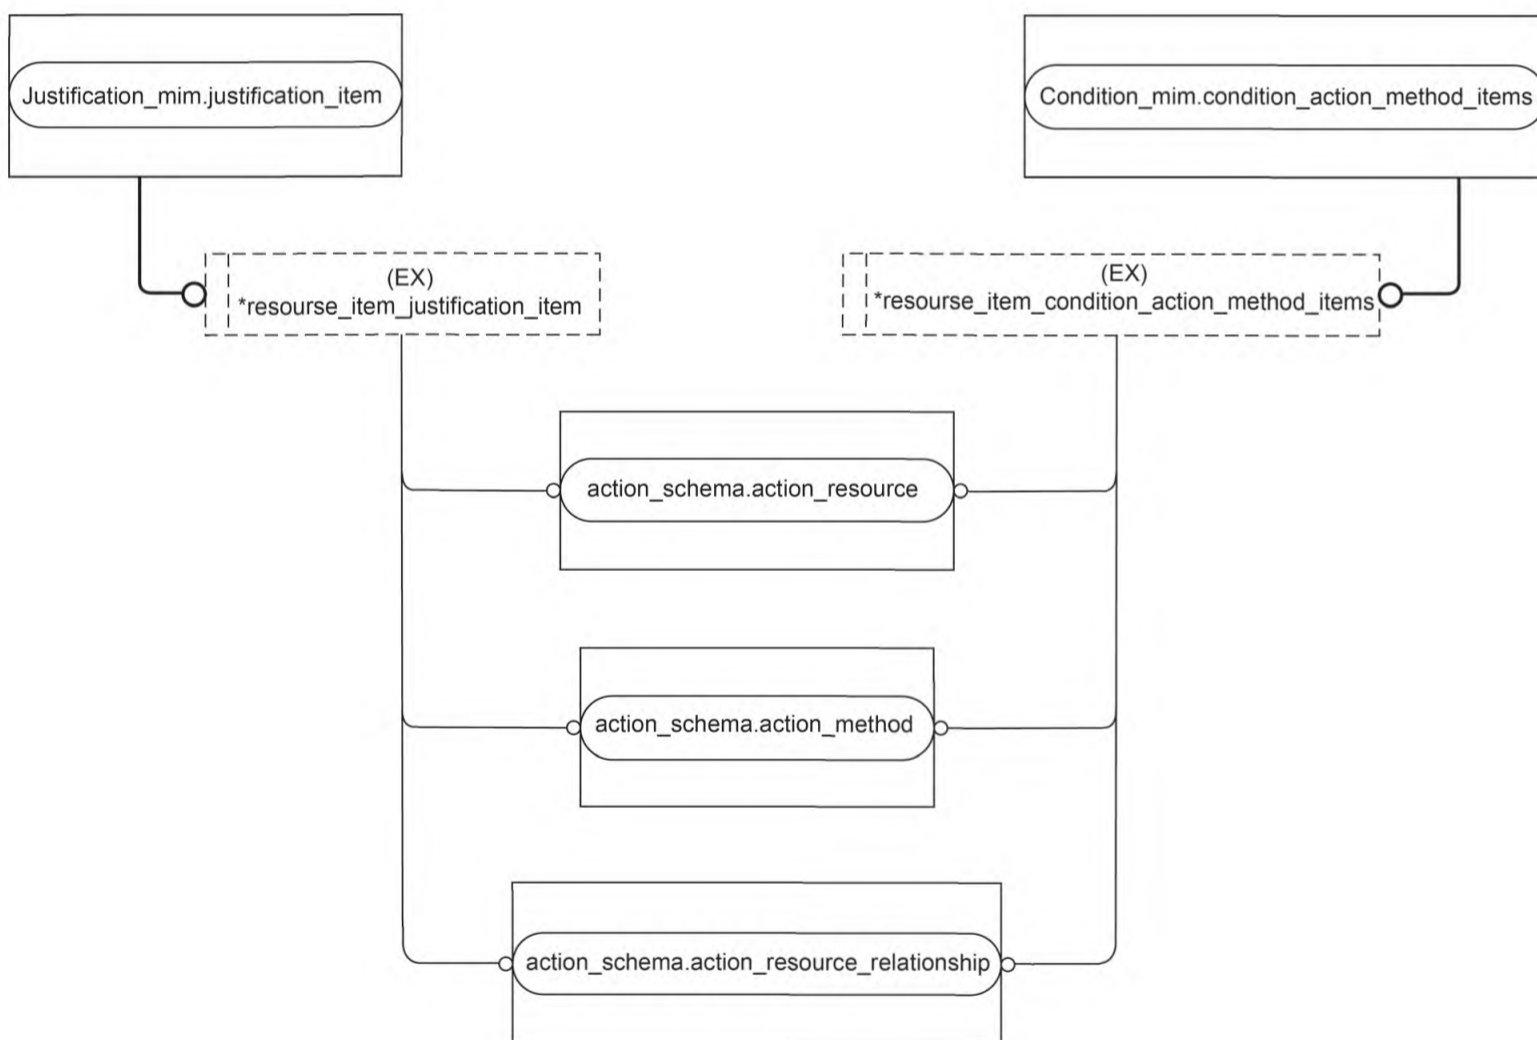 Justification_mim.justification_item
Condition_mim.condition_action_method_items
(EX)
*resourse_item_justification_item
(EX)
*resourse_item_condition_action_method_items
action_schema.action_resource
action_schema.action_method
action_schema.action_resource_relationship